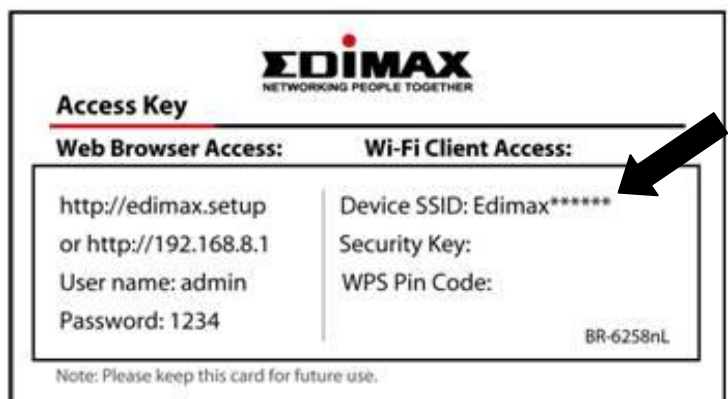 EDIMAX
NETWORKING PEOPLE TOGETHER
Access Key
Web Browser Access:
http://edimax.setup
or http://192.168.8.1
User name: admin
Password: 1234
Wi-Fi Client Access:
Device SSID: Edimax******
Security Key:
WPS Pin Code:
BR-6258nL
Note: Please keep this card for future use.